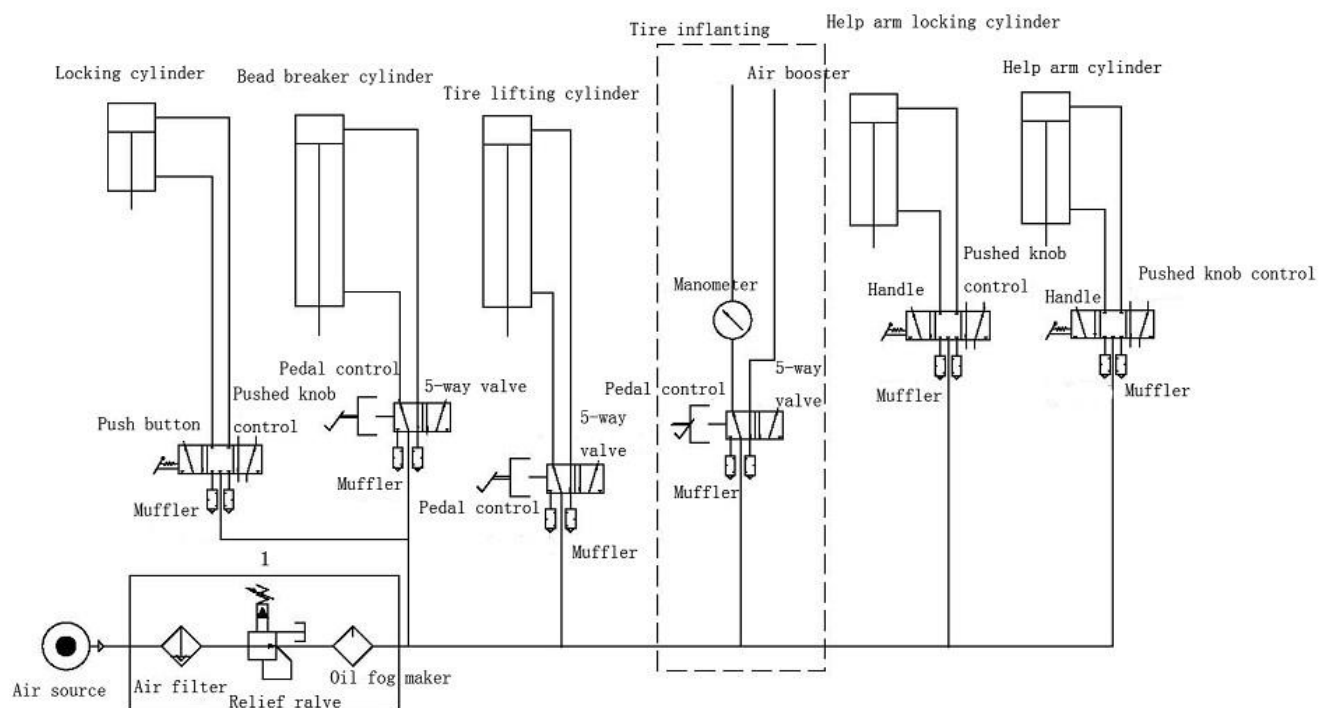 Tire inflanting
Help arm locking cylinder
Locking cylinder
Bead breaker cylinder
Air booster
Help arm cylinder
Tire lifting cylinder
Pushed knob
control
Pushed knob control
Manometer
Handle
Handle
Pedal control
5-way valve
5-way
valve
Pedal control
Pushed knob
control
Push button
5-way
valve
Muffler
Muffler
Muffler
Muffler
Pedal control
Muffler
Muffler
1
Air source
Air filter
Relief ralve
Oil fog maker